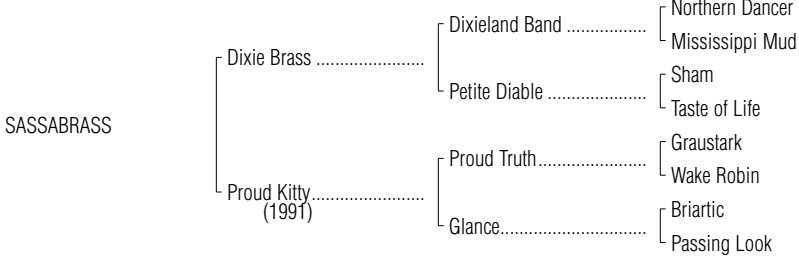 Northern Dancer
Dixieland Band .................
Mississippi Mud
Dixie Brass .......................
Sham
Petite Diable .....................
Taste of Life
SASSABRASS
Graustark
Proud Truth.......................
Wake Robin
Proud Kitty........................
(1991)
Briartic
Glance...............................
Passing Look